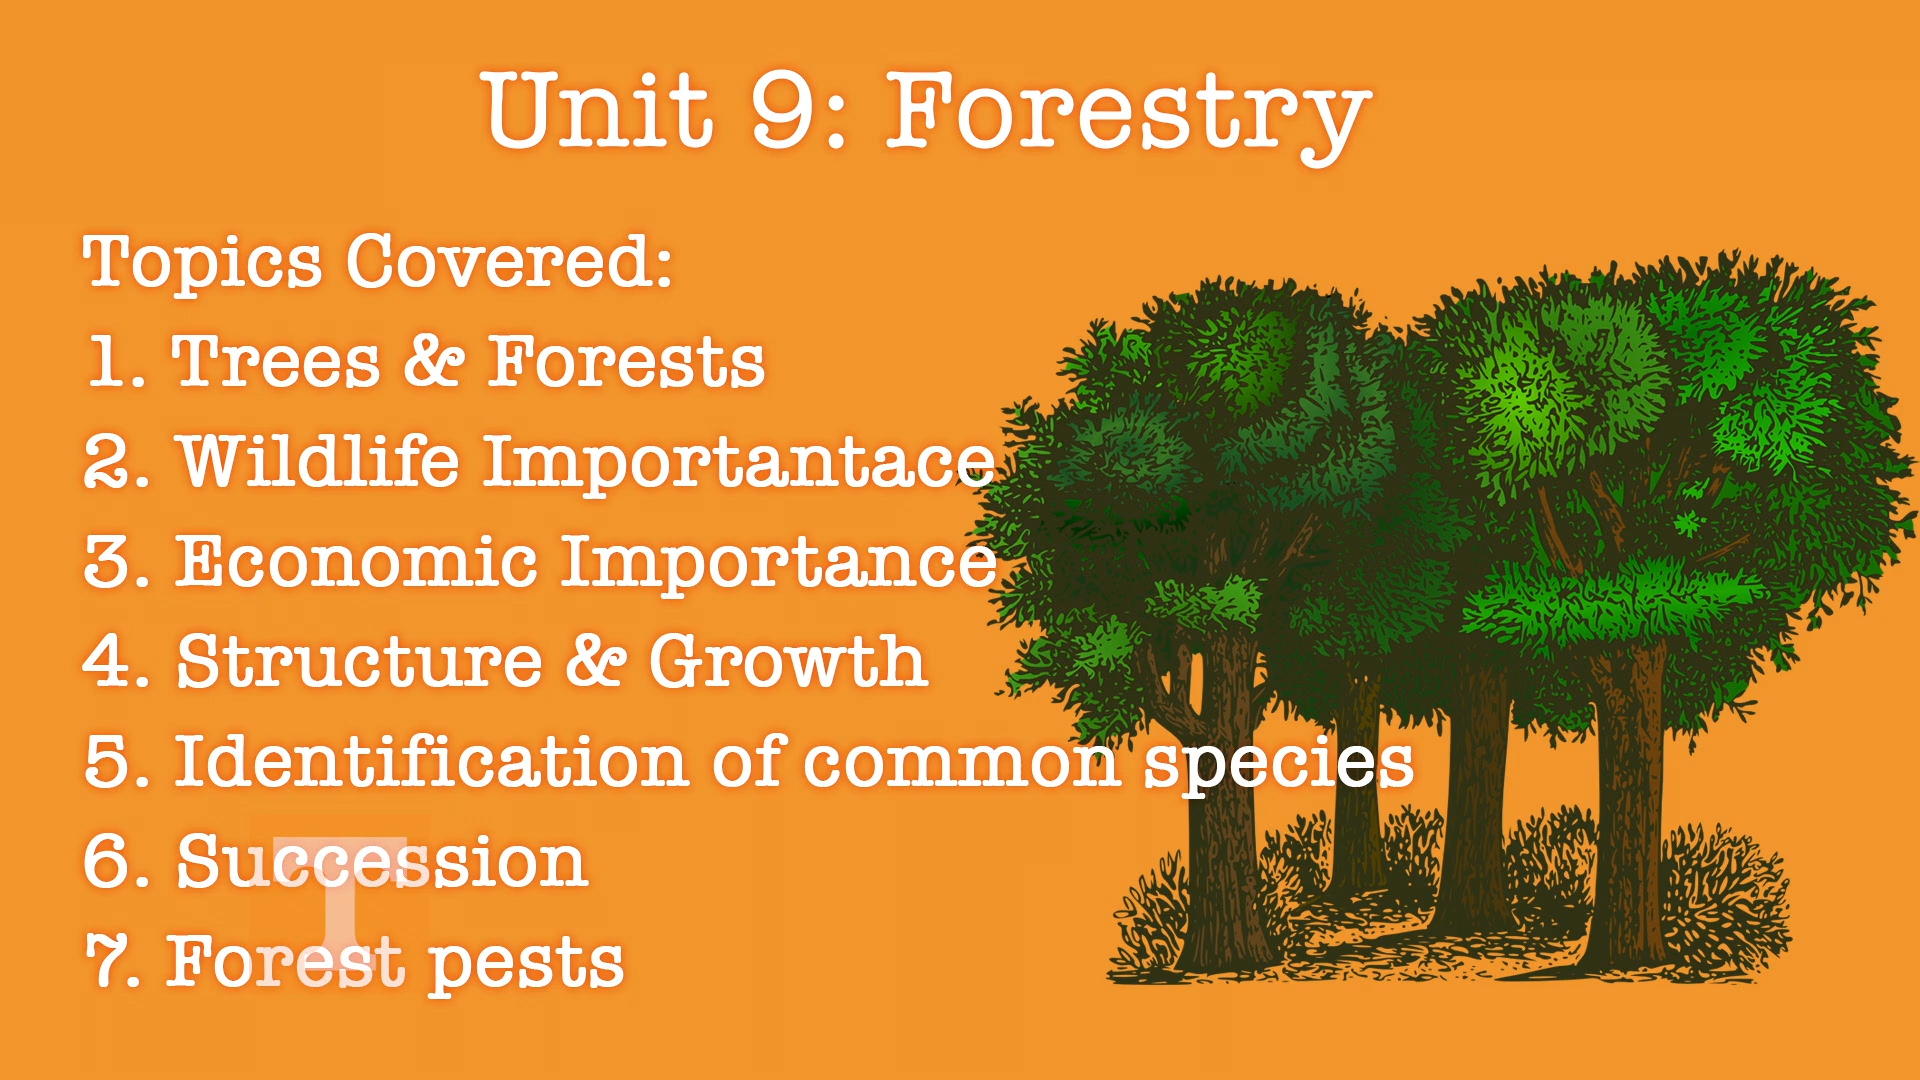 Unit 9: Forestry
Topics Covered:
1. Trees & Forests
2. Wildlife Importantace
3. Economic Importance
4. Structure & Growth
5. Identification of common species
6. Succession
7. Forest pests
T